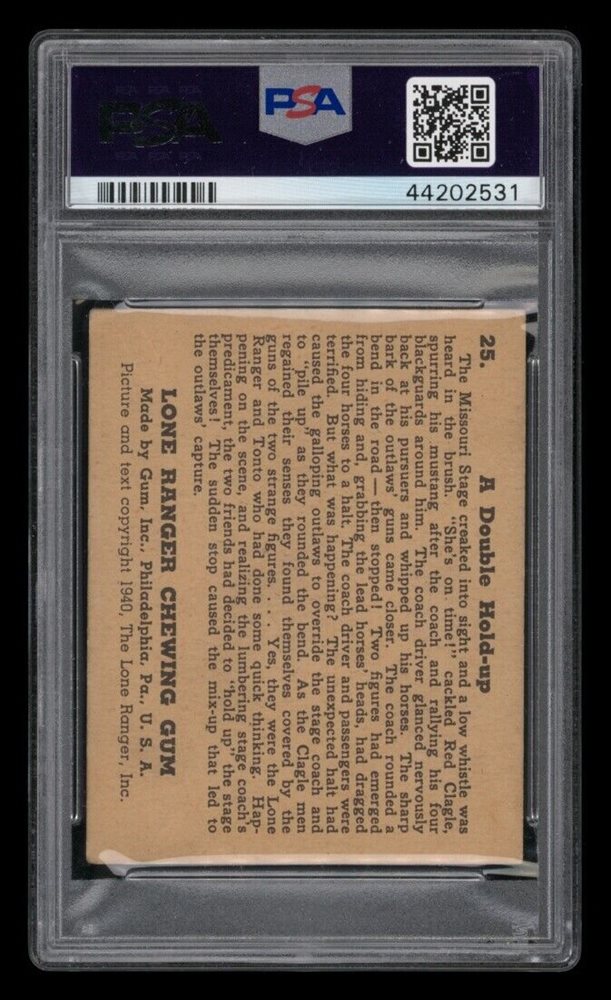 PSA
PSA
44202531
25. A Double Hold-up
The Missouri Stage creaked into sight and a low whistle was
heard in the brush. "She's on time!" cackled Red Clagle,
spurring his mustang after the coach and rallying his four
blackguards around him. The coach driver glanced nervously
back at his pursuers and whipped up his horses. The sharp
bark of the outlaws' guns came closer. The coach rounded a
bend in the road — then stopped! Two figures had emerged
from hiding and, grabbing the lead horses' heads, had dragged
the four horses to a halt. The coach driver and passengers were
terrified. But what was happening? The unexpected halt had
caused the galloping outlaws to override the stage coach and
to "pile up" as they rounded the bend. As the Clagle men
regained their senses they found themselves covered by the
guns of the two strange figures. . . . Yes, they were the Lone
Ranger and Tonto who had done some quick thinking. Hap-
pening on the scene, and realizing the lumbering stage coach's
predicament, the two friends had decided to "hold up" the stage
themselves! The sudden stop caused the mix-up that led to
the outlaws' capture.
LONE RANGER CHEWING GUM
Made by Gum, Inc., Philadelphia, Pa., U. S. A.
Picture and text copyright 1940, The Lone Ranger, Inc.